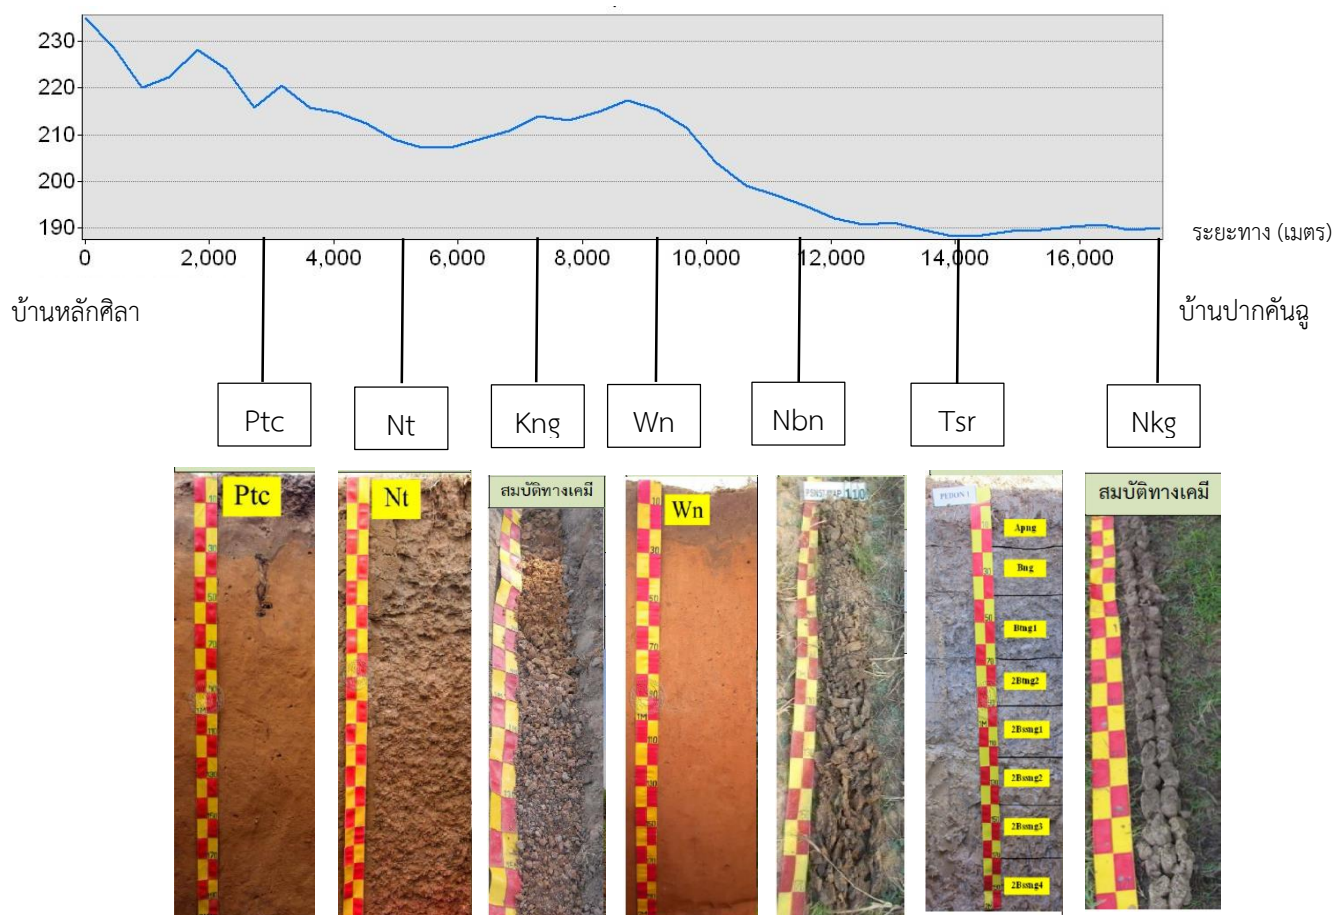 230
220
210
200
190
0
2,000
4,000
6,000
8,000
10,000
12,000
14,000
16,000
ระยะทาง (เมตร)
บ้านหลักศิลา
บ้านปากคันฉู
Ptc
Nt
Kng
Wn
Nbn
Tsr
Nkg
Ptc
Nt
สมบัติทางเคมี
Wn
110
PEDON 1
Apng
Bng
Btng1
2Btng2
2Bssng1
2Bssng2
2Bssng3
2Bssng4
สมบัติทางเคมี